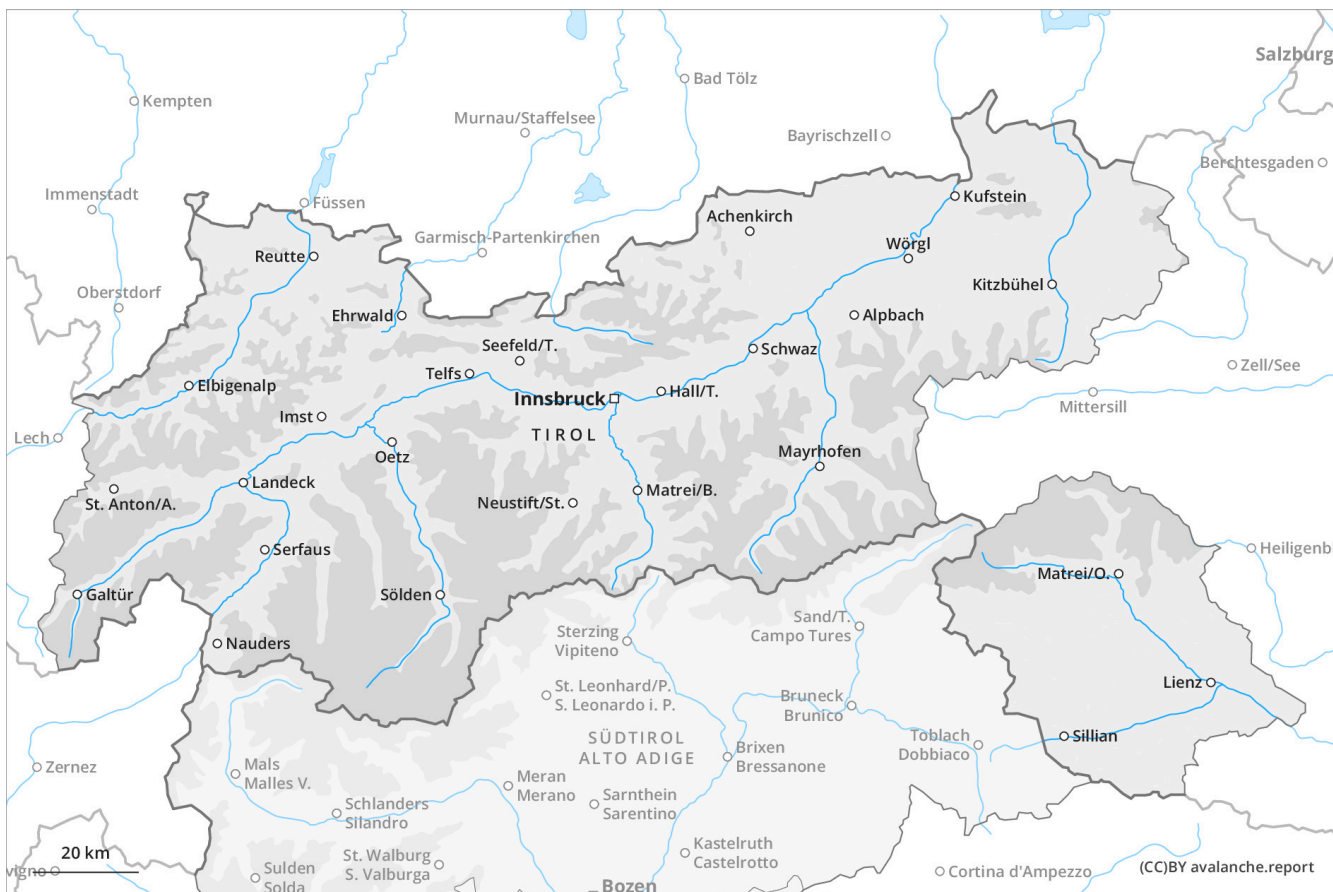 Salzburg
Bad Tölz
Kempten
Murnau/Staffelsee
Bayrischzell
Berchtesgaden
Immenstadt
Füssen
Kufstein
Achenkirch
Garmisch-Partenkirchen
Wörgl
Reutte
Kitzbühel
Oberstdorf
Ehrwald
Alpbach
Seefeld/T.
Schwaz
Zell/See
Telfs
Elbigenalp
Innsbruck
Hall/T.
Mittersill
Imst
TIROL
Lech
Oetz
Mayrhofen
Landeck
Matrei/B.
St. Anton/A.
Neustift/St.
Serfaus
Heiligenb
Matrei/O.
Galtür
Sölden
Sand/T.
Campo Tures
Sterzing
Vipiteno
Nauders
Lienz
St. Leonhard/P.
S. Leonardo i. P.
Bruneck
Brunico
SÜDTIROL
ALTO ADIGE
Toblach
Dobbiaco
Sillian
Brixen
Bressanone
Zernez
Mals
Malles V.
Meran
Merano
Schlanders
Silandro
Sarnthein
Sarentino
Kastelruth
Castelrotto
20 km
St. Walburg
S. Valburga
vigno
Sulden
Solda
Cortina d'Ampezzo
(CC)BY avalanche.report
Bozen